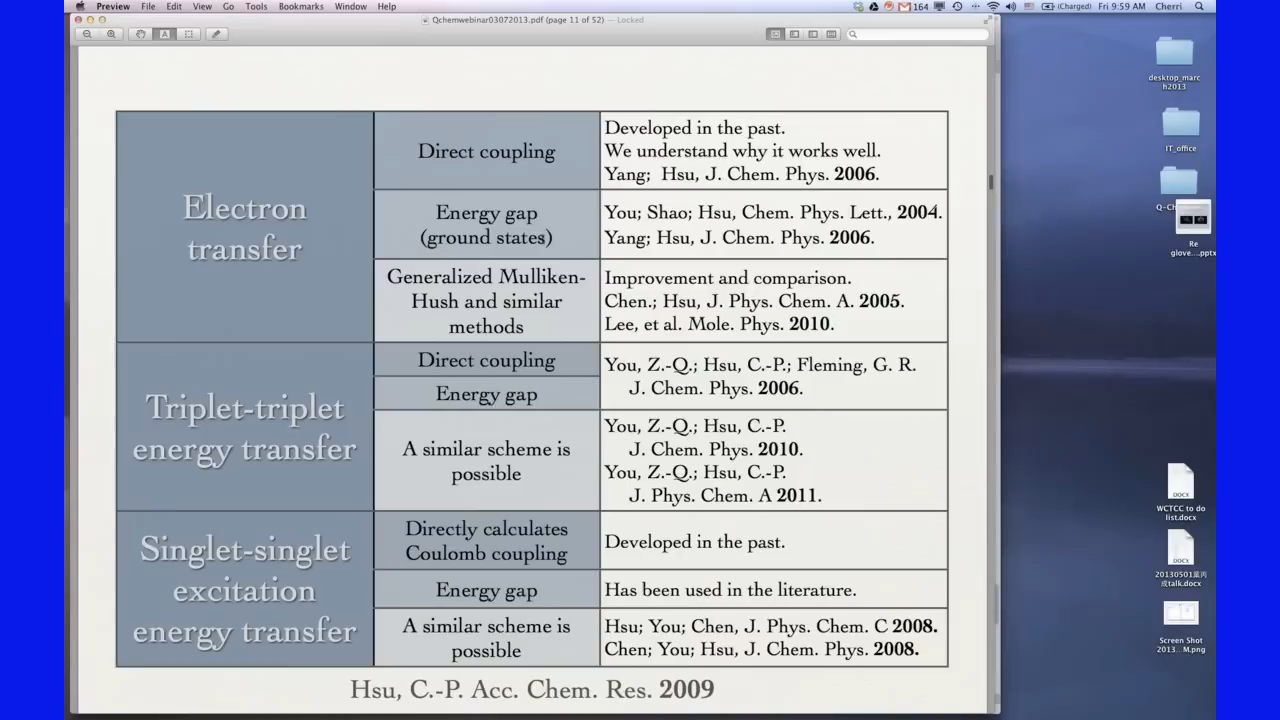 Preview File Edit View Go Tools Bookmarks Window Help
164
(Charged)
Fri 9:59 AM Cherri
Qchemwebinar03072013.pdf (page 11 of 52) — Locked
desktop_marc
h2013
IT_office
Re
glove....pptx
WCTCC to do
list.docx
talk.docx
Screen Shot
2013...M.png
Electron
transfer
Direct coupling
Developed in the past.
We understand why it works well.
Yang; Hsu, J. Chem. Phys. 2006.
Energy gap
(ground states)
You; Shao; Hsu, Chem. Phys. Lett., 2004.
Yang; Hsu, J. Chem. Phys. 2006.
Generalized Mulliken-
Hush and similar
methods
Improvement and comparison.
Chen.; Hsu, J. Phys. Chem. A. 2005.
Lee, et al. Mole. Phys. 2010.
Triplet-triplet
energy transfer
Direct coupling
Energy gap
You, Z.-Q.; Hsu, C.-P.; Fleming, G. R.
J. Chem. Phys. 2006.
A similar scheme is
possible
You, Z.-Q.; Hsu, C.-P.
J. Chem. Phys. 2010.
You, Z.-Q.; Hsu, C.-P.
J. Phys. Chem. A 2011.
Singlet-singlet
excitation
energy transfer
Directly calculates
Coulomb coupling
Developed in the past.
Energy gap
Has been used in the literature.
A similar scheme is
possible
Hsu; You; Chen, J. Phys. Chem. C 2008.
Chen; You; Hsu, J. Chem. Phys. 2008.
Hsu, C.-P. Acc. Chem. Res. 2009